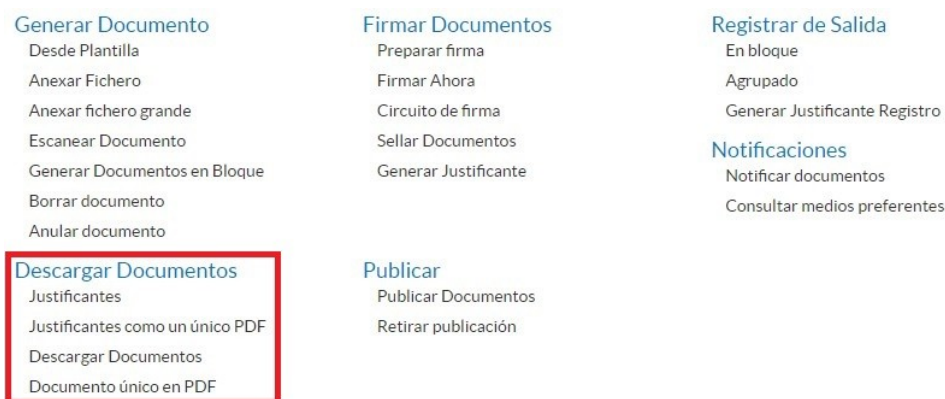 Generar Documento
Desde Plantilla
Anexar Fichero
Anexar fichero grande
Escanear Documento
Generar Documentos en Bloque
Borrar documento
Anular documento
Firmar Documentos
Preparar firma
Firmar Ahora
Circuito de firma
Sellar Documentos
Generar Justificante
Registrar de Salida
En bloque
Agrupado
Generar Justificante Registro
Notificaciones
Notificar documentos
Consultar medios preferentes
Descargar Documentos
Justificantes
Justificantes como un único PDF
Descargar Documentos
Documento único en PDF
Publicar
Publicar Documentos
Retirar publicación